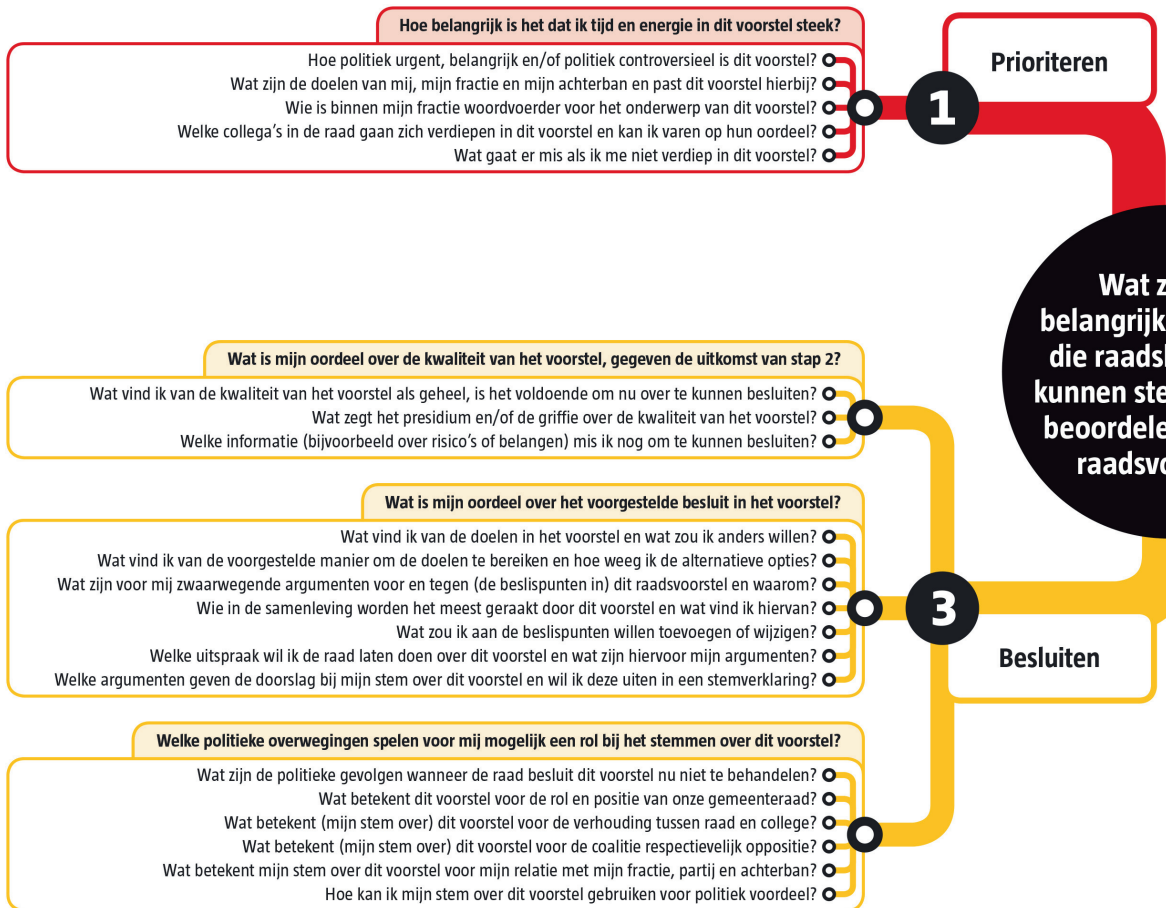 Hoe belangrijk is het dat ik tijd en energie in dit voorstel steek?
Hoe politiek urgent, belangrijk en/of politiek controversieel is dit voorstel?
Wat zijn de doelen van mij, mijn fractie en mijn achterban en past dit voorstel hierbij?
Wie is binnen mijn fractie woordvoerder voor het onderwerp van dit voorstel?
Welke collega's in de raad gaan zich verdiepen in dit voorstel en kan ik varen op hun oordeel?
Wat gaat er mis als ik me niet verdiep in dit voorstel?
1
Prioriteren
Wat z
belangrijk
die raadsl
kunnen ste
beoordele
raadsvo
Wat is mijn oordeel over de kwaliteit van het voorstel, gegeven de uitkomst van stap 2?
Wat vind ik van de kwaliteit van het voorstel als geheel, is het voldoende om nu over te kunnen besluiten?
Wat zegt het presidium en/of de griffie over de kwaliteit van het voorstel?
Welke informatie (bijvoorbeeld over risico's of belangen) mis ik nog om te kunnen besluiten?
Wat is mijn oordeel over het voorgestelde besluit in het voorstel?
Wat vind ik van de doelen in het voorstel en wat zou ik anders willen?
Wat vind ik van de voorgestelde manier om de doelen te bereiken en hoe weeg ik de alternatieve opties?
Wat zijn voor mij zwaarwegende argumenten voor en tegen (de beslispunten in) dit raadsvoorstel en waarom?
Wie in de samenleving worden het meest geraakt door dit voorstel en wat vind ik hiervan?
Wat zou ik aan de beslispunten willen toevoegen of wijzigen?
Welke uitspraak wil ik de raad laten doen over dit voorstel en wat zijn hiervoor mijn argumenten?
Welke argumenten geven de doorslag bij mijn stem over dit voorstel en wil ik deze uiten in een stemverklaring?
3
Besluiten
Welke politieke overwegingen spelen voor mij mogelijk een rol bij het stemmen over dit voorstel?
Wat zijn de politieke gevolgen wanneer de raad besluit dit voorstel nu niet te behandelen?
Wat betekent dit voorstel voor de rol en positie van onze gemeenteraad?
Wat betekent (mijn stem over) dit voorstel voor de verhouding tussen raad en college?
Wat betekent (mijn stem over) dit voorstel voor de coalitie respectievelijk oppositie?
Wat betekent mijn stem over dit voorstel voor mijn relatie met mijn fractie, partij en achterban?
Hoe kan ik mijn stem over dit voorstel gebruiken voor politiek voordeel?